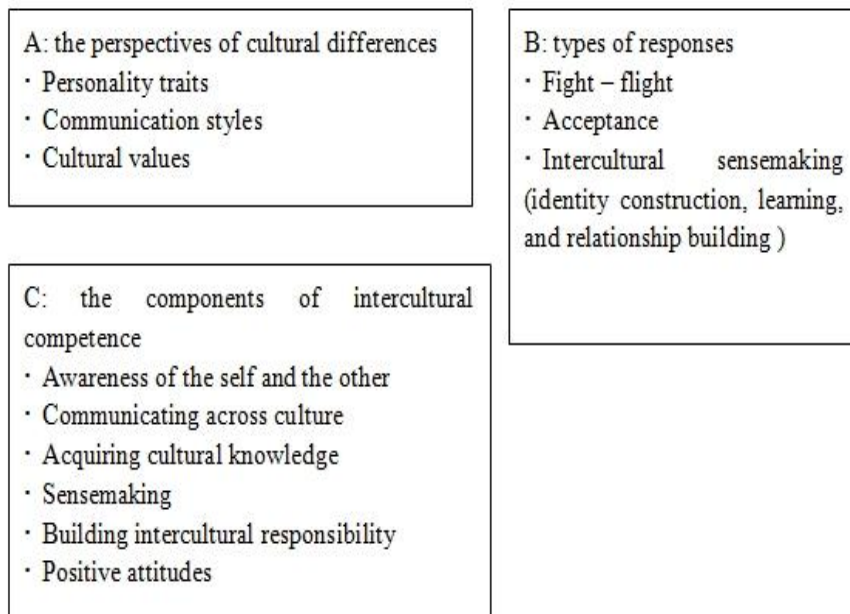 A: the perspectives of cultural differences
· Personality traits
· Communication styles
· Cultural values
B: types of responses
· Fight – flight
· Acceptance
· Intercultural sensemaking
(identity construction, learning,
and relationship building )
C: the components of intercultural
competence
· Awareness of the self and the other
· Communicating across culture
· Acquiring cultural knowledge
· Sensemaking
· Building intercultural responsibility
· Positive attitudes